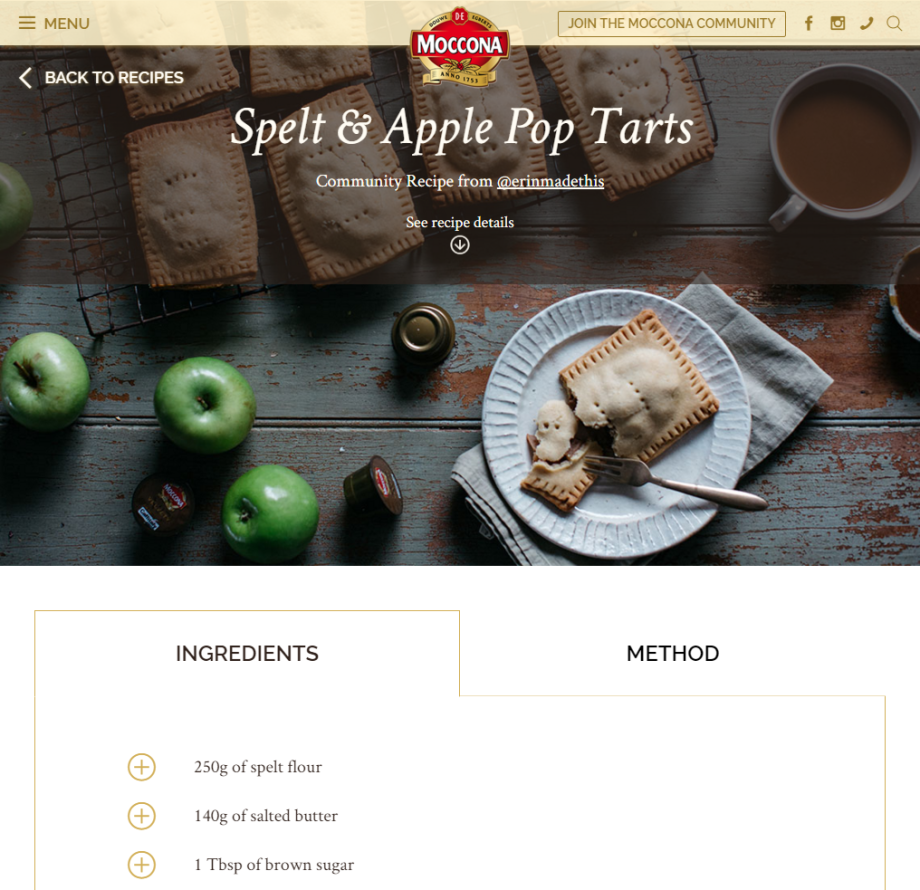 MENU
DOUWE EGBERTS
MOCCONA
ANNO 1753
JOIN THE MOCCONA COMMUNITY
BACK TO RECIPES
Spelt & Apple Pop Tarts
Community Recipe from @erinmadethis
See recipe details
MOCCONA
MOCCONA
INGREDIENTS
METHOD
250g of spelt flour
140g of salted butter
1 Tbsp of brown sugar